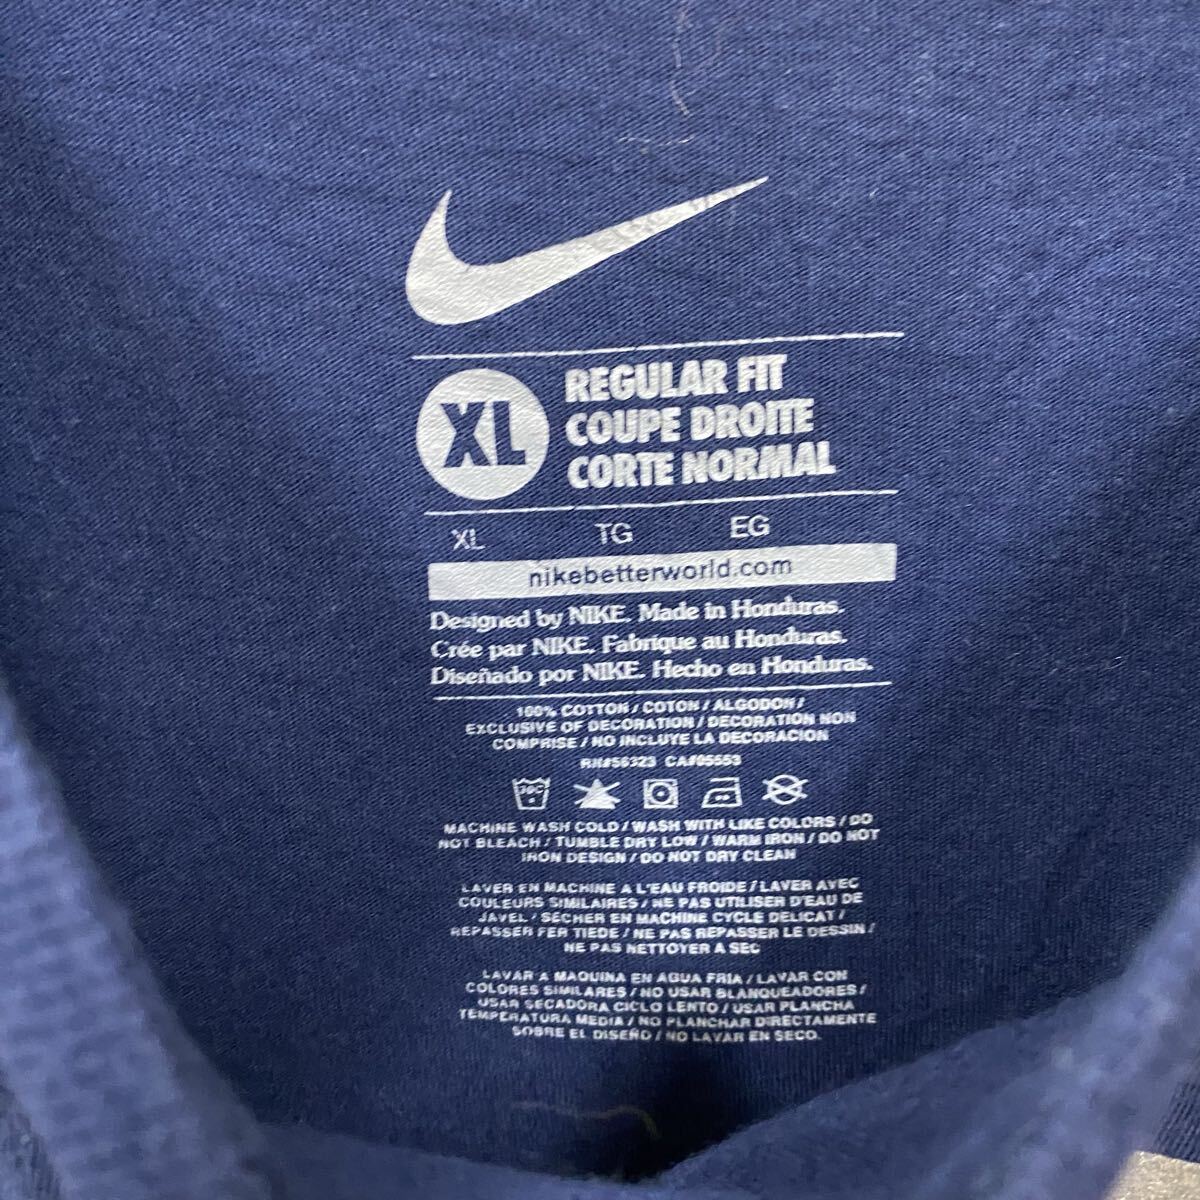 XL
REGULAR FIT
COUPE DROITE
CORTE NORMAL
XL TG EG
nikebetterworld.com
Designed by NIKE. Made in Honduras.
Crée par NIKE. Fabrique au Honduras.
Diseñado por NIKE. Hecho en Honduras.
100% COTTON / COTON / ALGODON /
EXCLUSIVE OF DECORATION / DECORATION NON
COMPRISE / NO INCLUYE LA DECORACION
RN#56323 CA#05553
30C
MACHINE WASH COLD / WASH WITH LIKE COLORS / DO
NOT BLEACH / TUMBLE DRY LOW / WARM IRON / DO NOT
IRON DESIGN / DO NOT DRY CLEAN
LAVER EN MACHINE A L'EAU FROIDE / LAVER AVEC
COULEURS SIMILAIRES / NE PAS UTILISER D'EAU DE
JAVEL / SECHER EN MACHINE CYCLE DELICAT /
REPASSER FER TIEDE / NE PAS REPASSER LE DESSIN /
NE PAS NETTOYER A SEC
LAVAR A MAQUINA EN AGUA FRIA / LAVAR CON
COLORES SIMILARES / NO USAR BLANQUEADORES /
USAR SECADORA CICLO LENTO / USAR PLANCHA
TEMPERATURA MEDIA / NO PLANCHAR DIRECTAMENTE
SOBRE EL DISEÑO / NO LAVAR EN SECO.